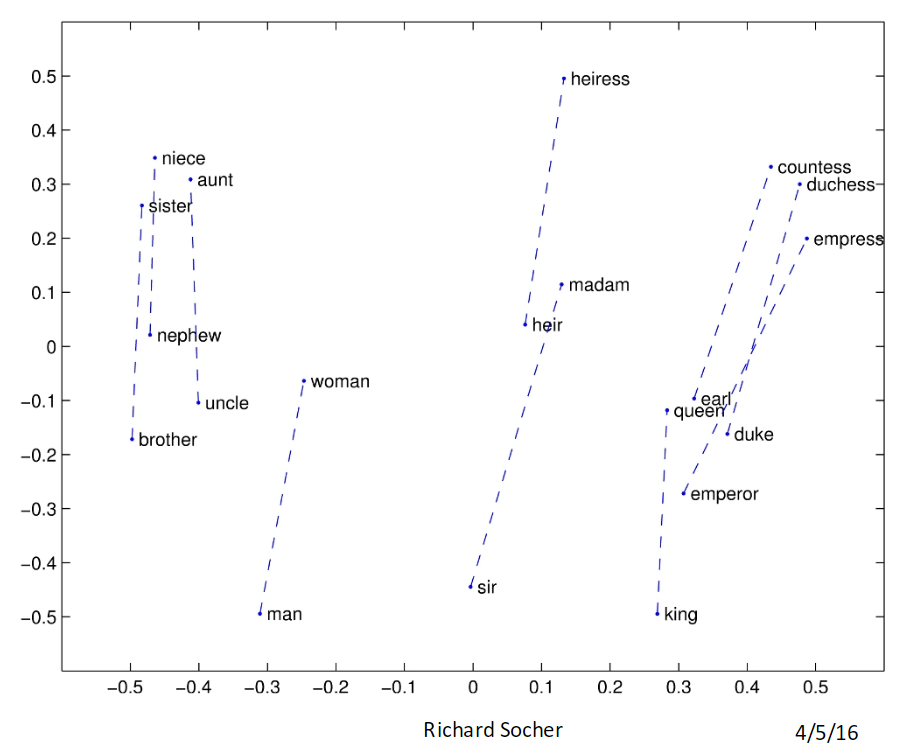 0.5
0.4
0.3
0.2
0.1
0
−0.1
−0.2
−0.3
−0.4
−0.5
heiress
niece
countess
aunt
duchess
sister
empress
madam
heir
nephew
woman
earl
uncle
queen
duke
brother
emperor
sir
man
king
−0.5 −0.4 −0.3 −0.2 −0.1 0 0.1 0.2 0.3 0.4 0.5
Richard Socher
4/5/16